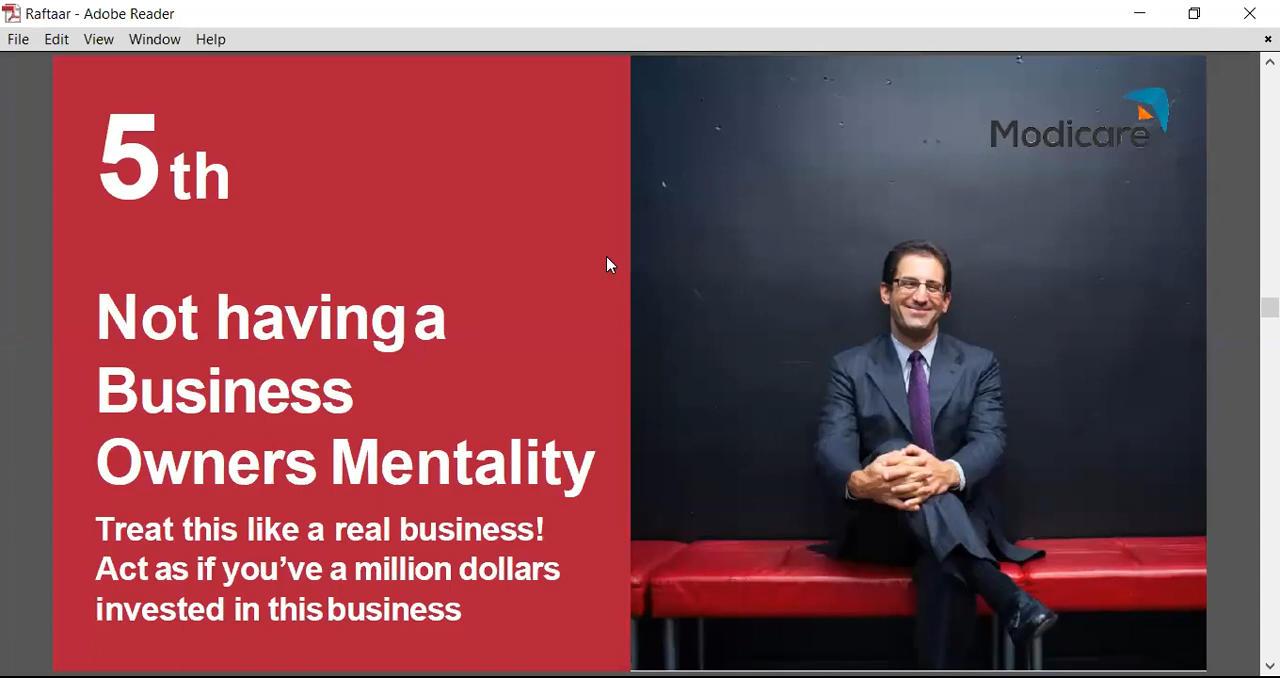 Raftaar - Adobe Reader
File Edit View Window Help
5th
Not having a
Business
Owners Mentality
Treat this like a real business!
Act as if you've a million dollars
invested in this business
Modicare